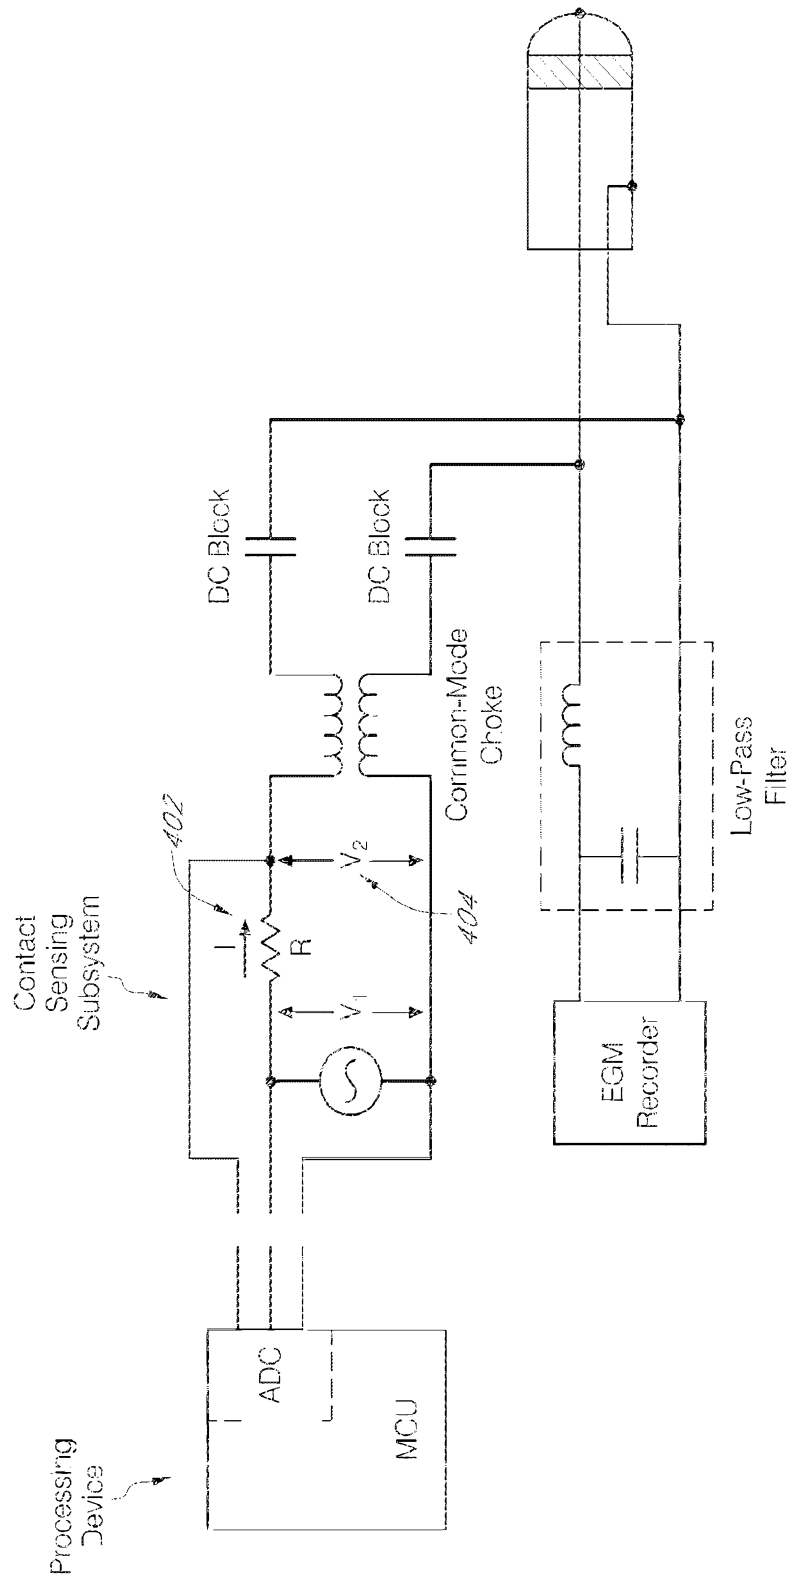 Processing
Device
MCU
ADC
Contact
Sensing
Subsystem
402
I
R
V1
V2
404
Common-Mode
Choke
DC Block
DC Block
EGM
Recorder
Low-Pass
Filter